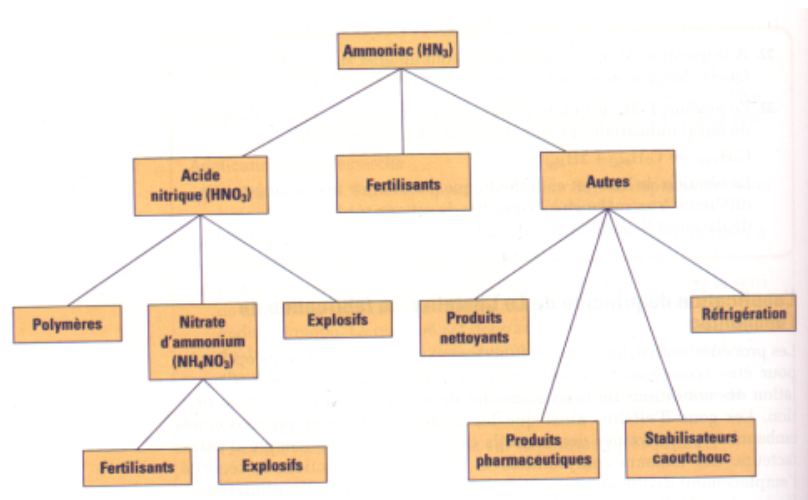 Ammoniac (HN₃)
Acide
nitrique (HNO₃)
Fertilisants
Autres
Polymères
Nitrate
d'ammonium
(NH₄NO₃)
Explosifs
Produits
nettoyants
Réfrigération
Fertilisants
Explosifs
Produits
pharmaceutiques
Stabilisateurs
caoutchouc